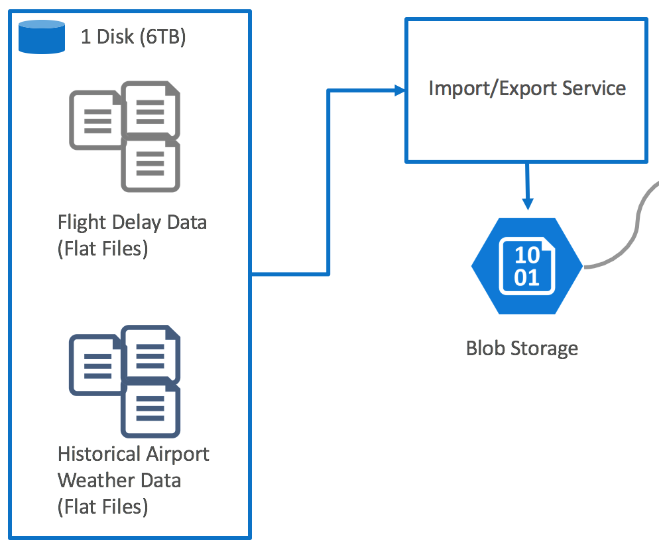 1 Disk (6TB)
Flight Delay Data
(Flat Files)
Historical Airport
Weather Data
(Flat Files)
Import/Export Service
10
01
Blob Storage